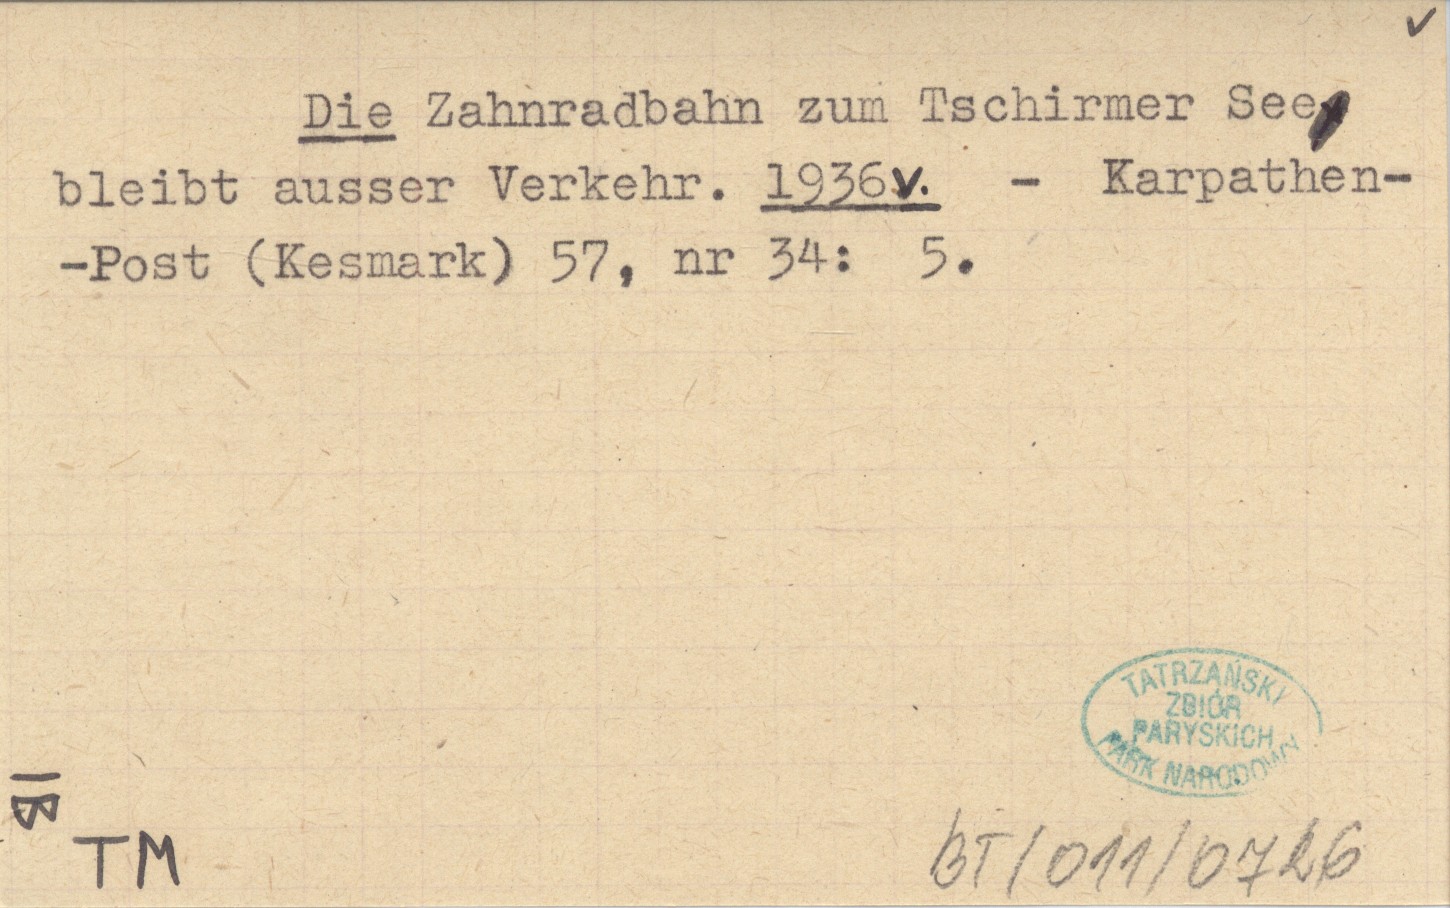 ✓
Die Zahnradbahn zum Tschirmer See
bleibt ausser Verkehr. 1936v. - Karpathen-
-Post (Kesmark) 57, nr 34: 5.
TATRZAŃSKI
ZBIÓR
PARYSKICH
PARK NARODOWY
IB
TM
BT/011/0726